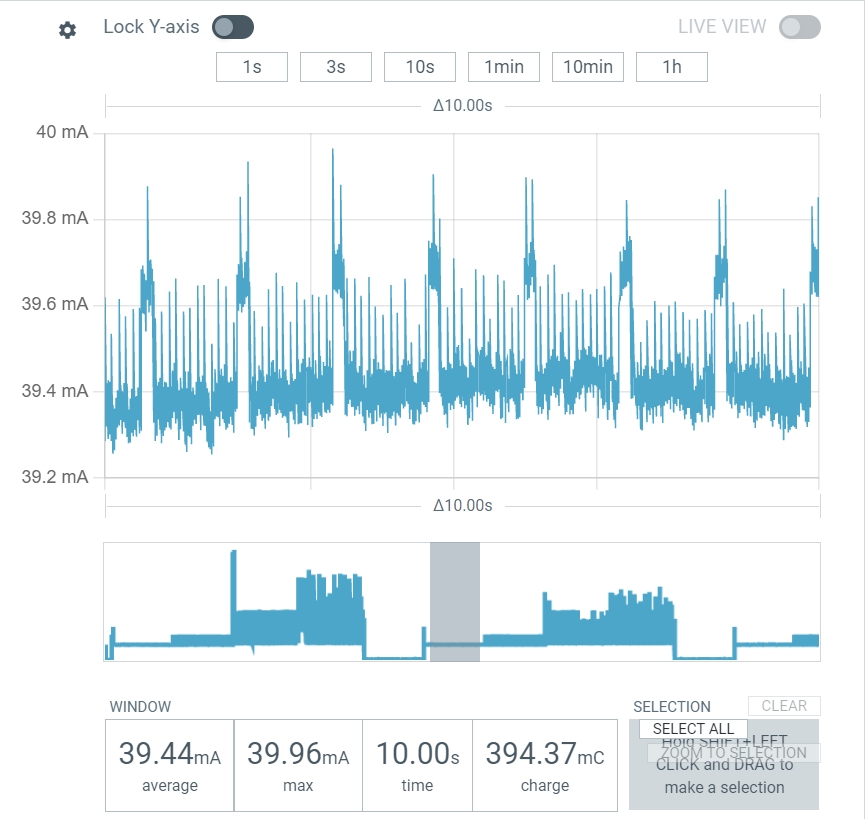 Lock Y-axis
LIVE VIEW
1s 3s 10s 1min 10min 1h
Δ10.00s
40 mA
39.8 mA
39.6 mA
39.4 mA
39.2 mA
Δ10.00s
WINDOW
39.44mA
average
39.96mA
max
10.00s
time
394.37mC
charge
SELECTION
CLEAR
SELECT ALL
Hold SHIFT+LEFT
ZOOM TO SELECTION
CLICK and DRAG to
make a selection